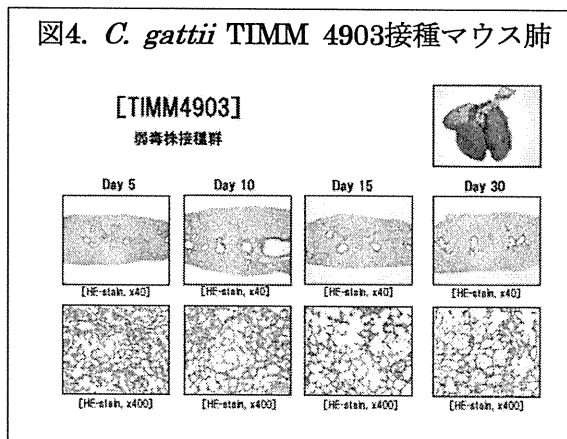 図4. C. gattii TIMM 4903接種マウス肺
[TIMM4903]
弱毒株接種群
Day 5 Day 10 Day 15 Day 30
[HE-stain, x40] [HE-stain, x40] [HE-stain, x40] [HE-stain, x40]
[HE-stain, x400] [HE-stain, x400] [HE-stain, x400] [HE-stain, x400]